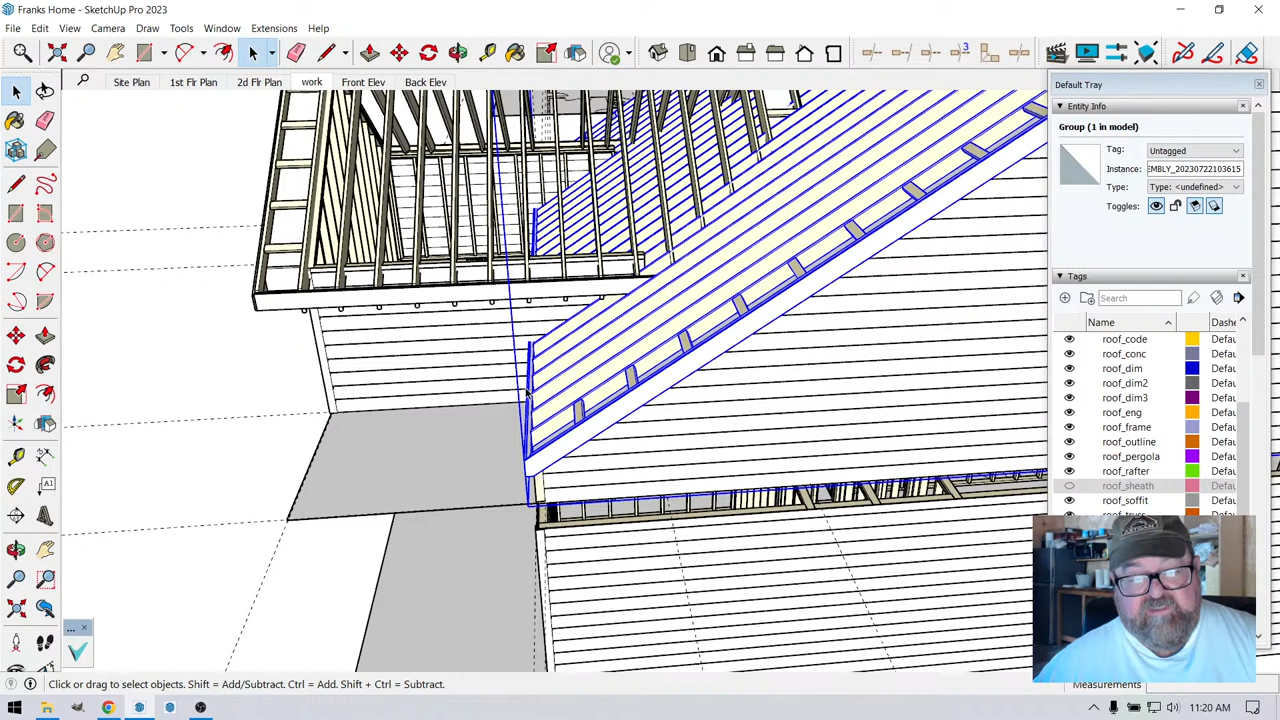 Franks Home - SketchUp Pro 2023
File Edit View Camera Draw Tools Window Extensions Help
3
Site Plan 1st Flr Plan 2d Flr Plan work Front Elev Back Elev
Default Tray
Entity Info
Group (1 in model)
Tag: Untagged
Instance: EMBLY_20230722103615
Type: Type: <undefined>
Toggles:
Tags
Search
Name Dashe
roof_code Defau
roof_conc Defau
roof_dim Defau
roof_dim2 Defau
roof_dim3 Defau
roof_eng Defau
roof_frame Defau
roof_outline Defau
roof_pergola Defau
roof_rafter Defau
roof_sheath Defau
roof_soffit Defau
A1
...
Click or drag to select objects. Shift = Add/Subtract. Ctrl = Add. Shift + Ctrl = Subtract.
Measurements
11:20 AM